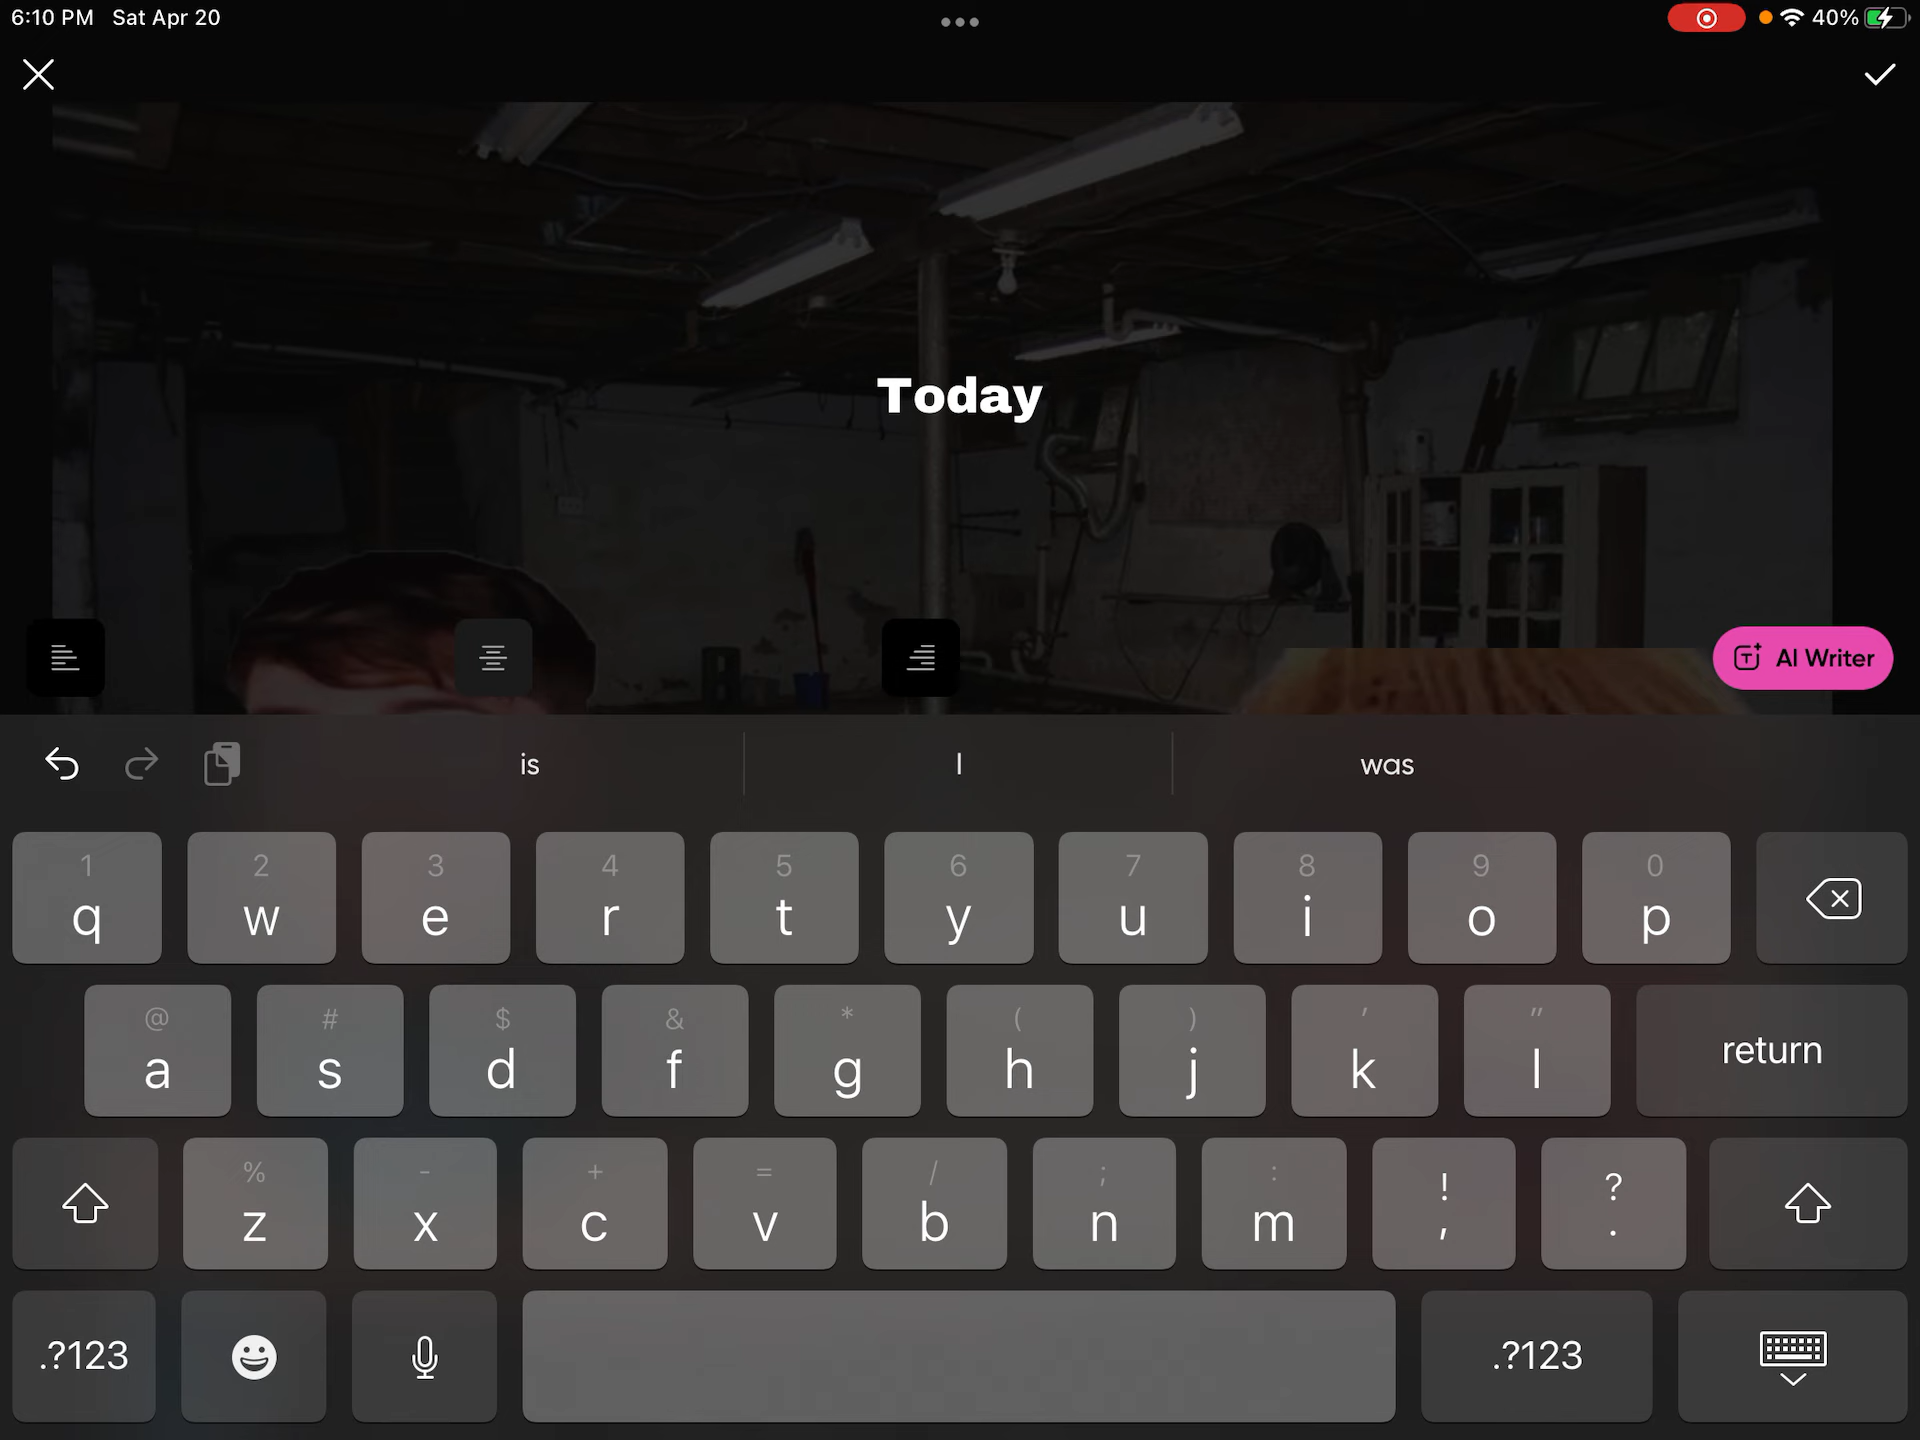 6:10 PM Sat Apr 20
40%
Today
AI Writer
is I was
1 2 3 4 5 6 7 8 9 0
q w e r t y u i o p
@ # $ & * ( ) ' "
a s d f g h j k l return
% - + = / ; : ! ?
z x c v b n m , .
.?123 .?123